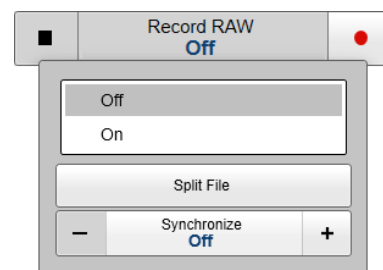 Record RAW
Off
Off
On
Split File
Synchronize
− Off +